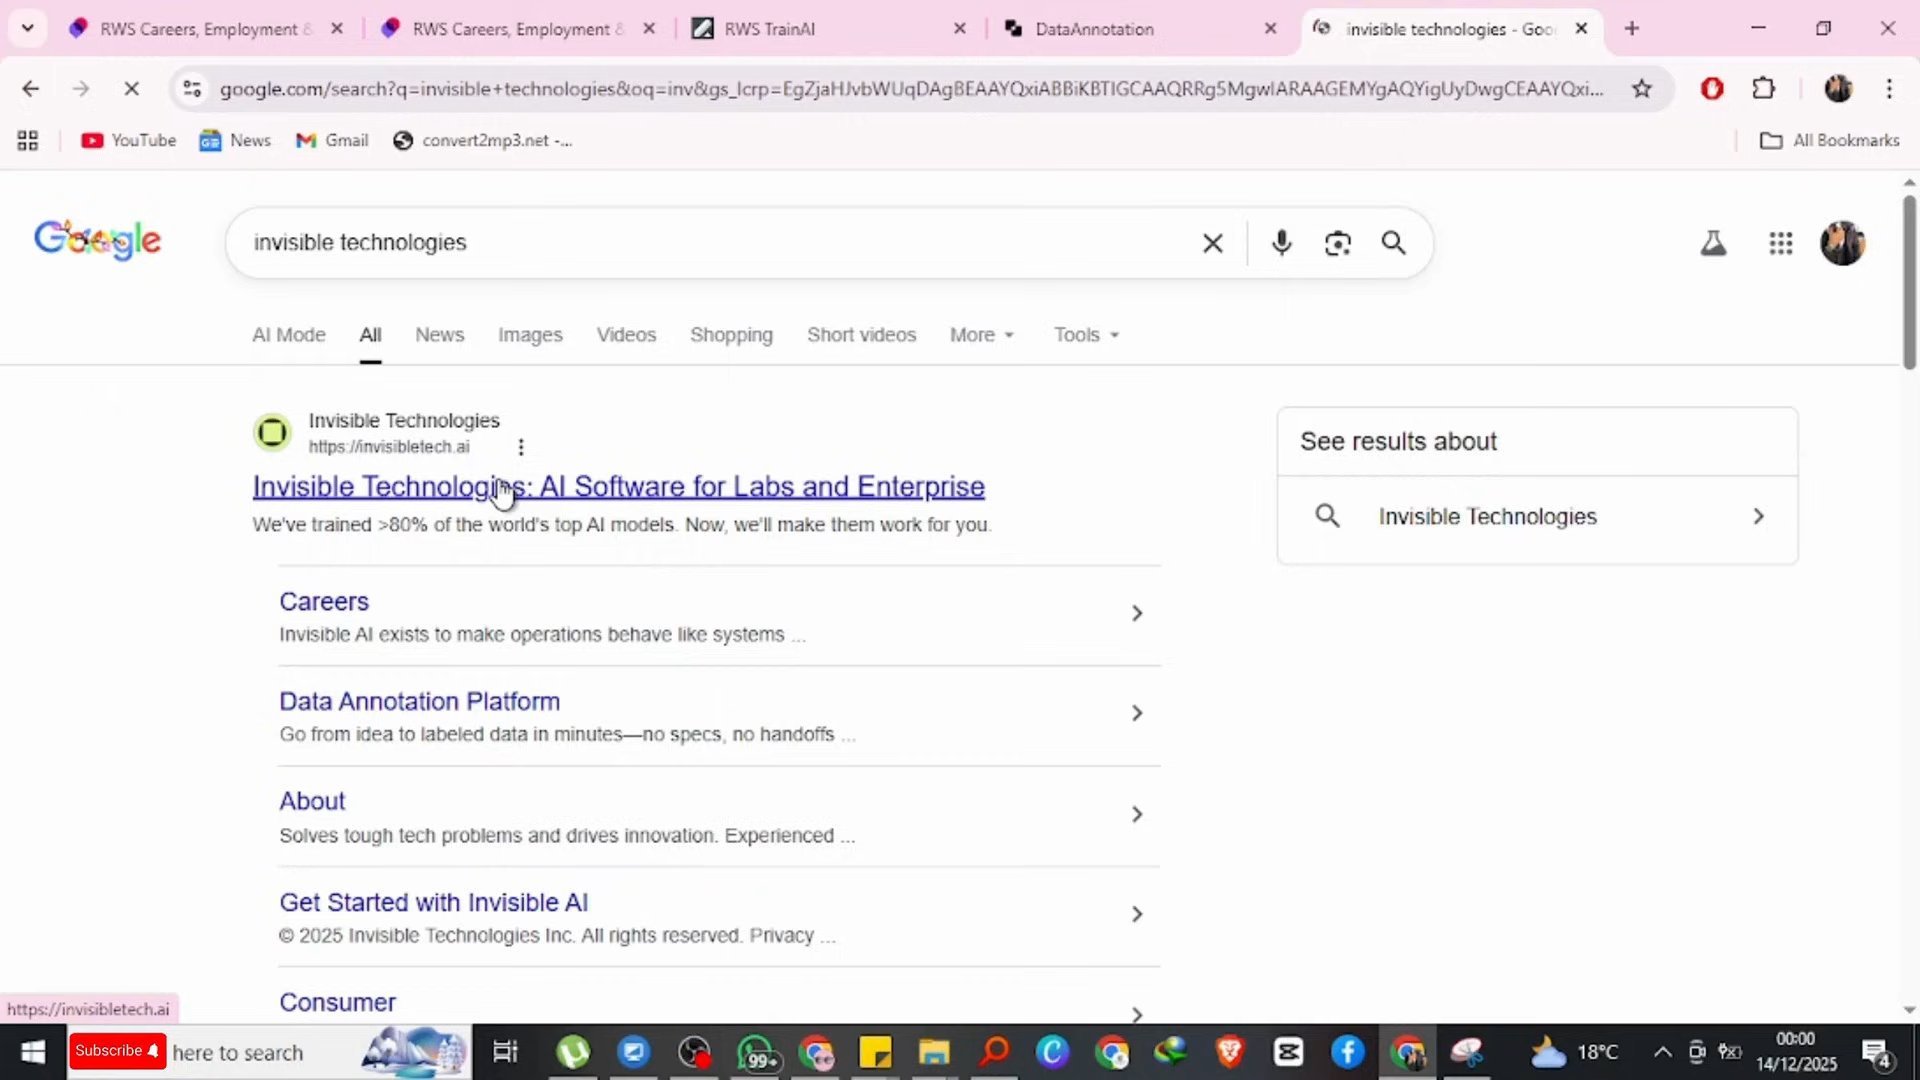 RWS Careers, Employment &
RWS Careers, Employment &
RWS TrainAI
DataAnnotation
invisible technologies - Goo
google.com/search?q=invisible+technologies&oq=inv&gs_lcrp=EgZjaHJvbWUqDAgBEAAYQxiABBiKBTIGCAAQRRg5MgwIARAAGEMYgAQYigUyDwgCEAAYQxi...
YouTube
News
Gmail
convert2mp3.net -...
All Bookmarks
Google
invisible technologies
AI Mode
All
News
Images
Videos
Shopping
Short videos
More
Tools
Invisible Technologies
https://invisibletech.ai
Invisible Technologies: AI Software for Labs and Enterprise
We've trained >80% of the world's top AI models. Now, we'll make them work for you.
See results about
Invisible Technologies
Careers
Invisible AI exists to make operations behave like systems ...
Data Annotation Platform
Go from idea to labeled data in minutes—no specs, no handoffs ...
About
Solves tough tech problems and drives innovation. Experienced ...
Get Started with Invisible AI
© 2025 Invisible Technologies Inc. All rights reserved. Privacy ...
Consumer
https://invisibletech.ai
Subscribe
here to search
99+
18°C
00:00
14/12/2025
4